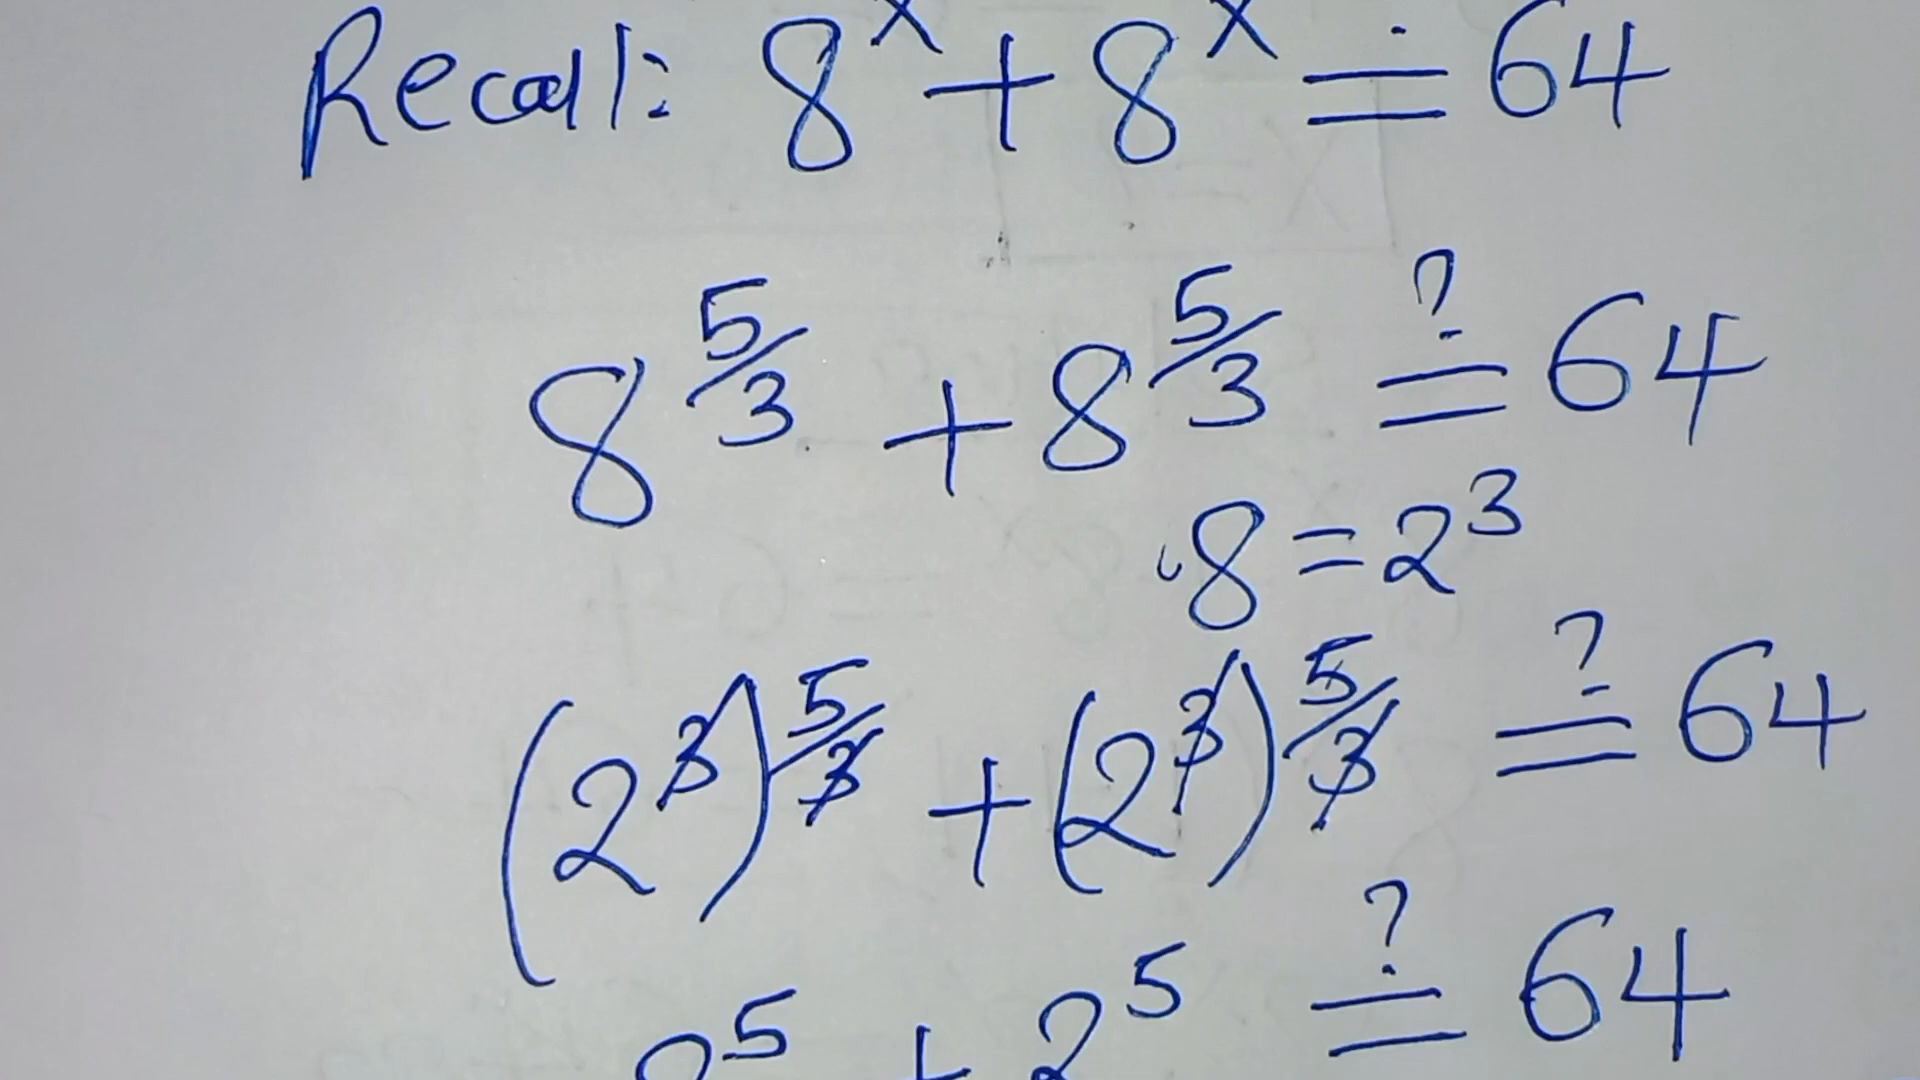 Recall: 8^x + 8^x = 64
8^{5/3} + 8^{5/3} ?= 64
8 = 2^3
(2^3)^{5/3} + (2^3)^{5/3} ?= 64
2^5 + 2^5 ?= 64